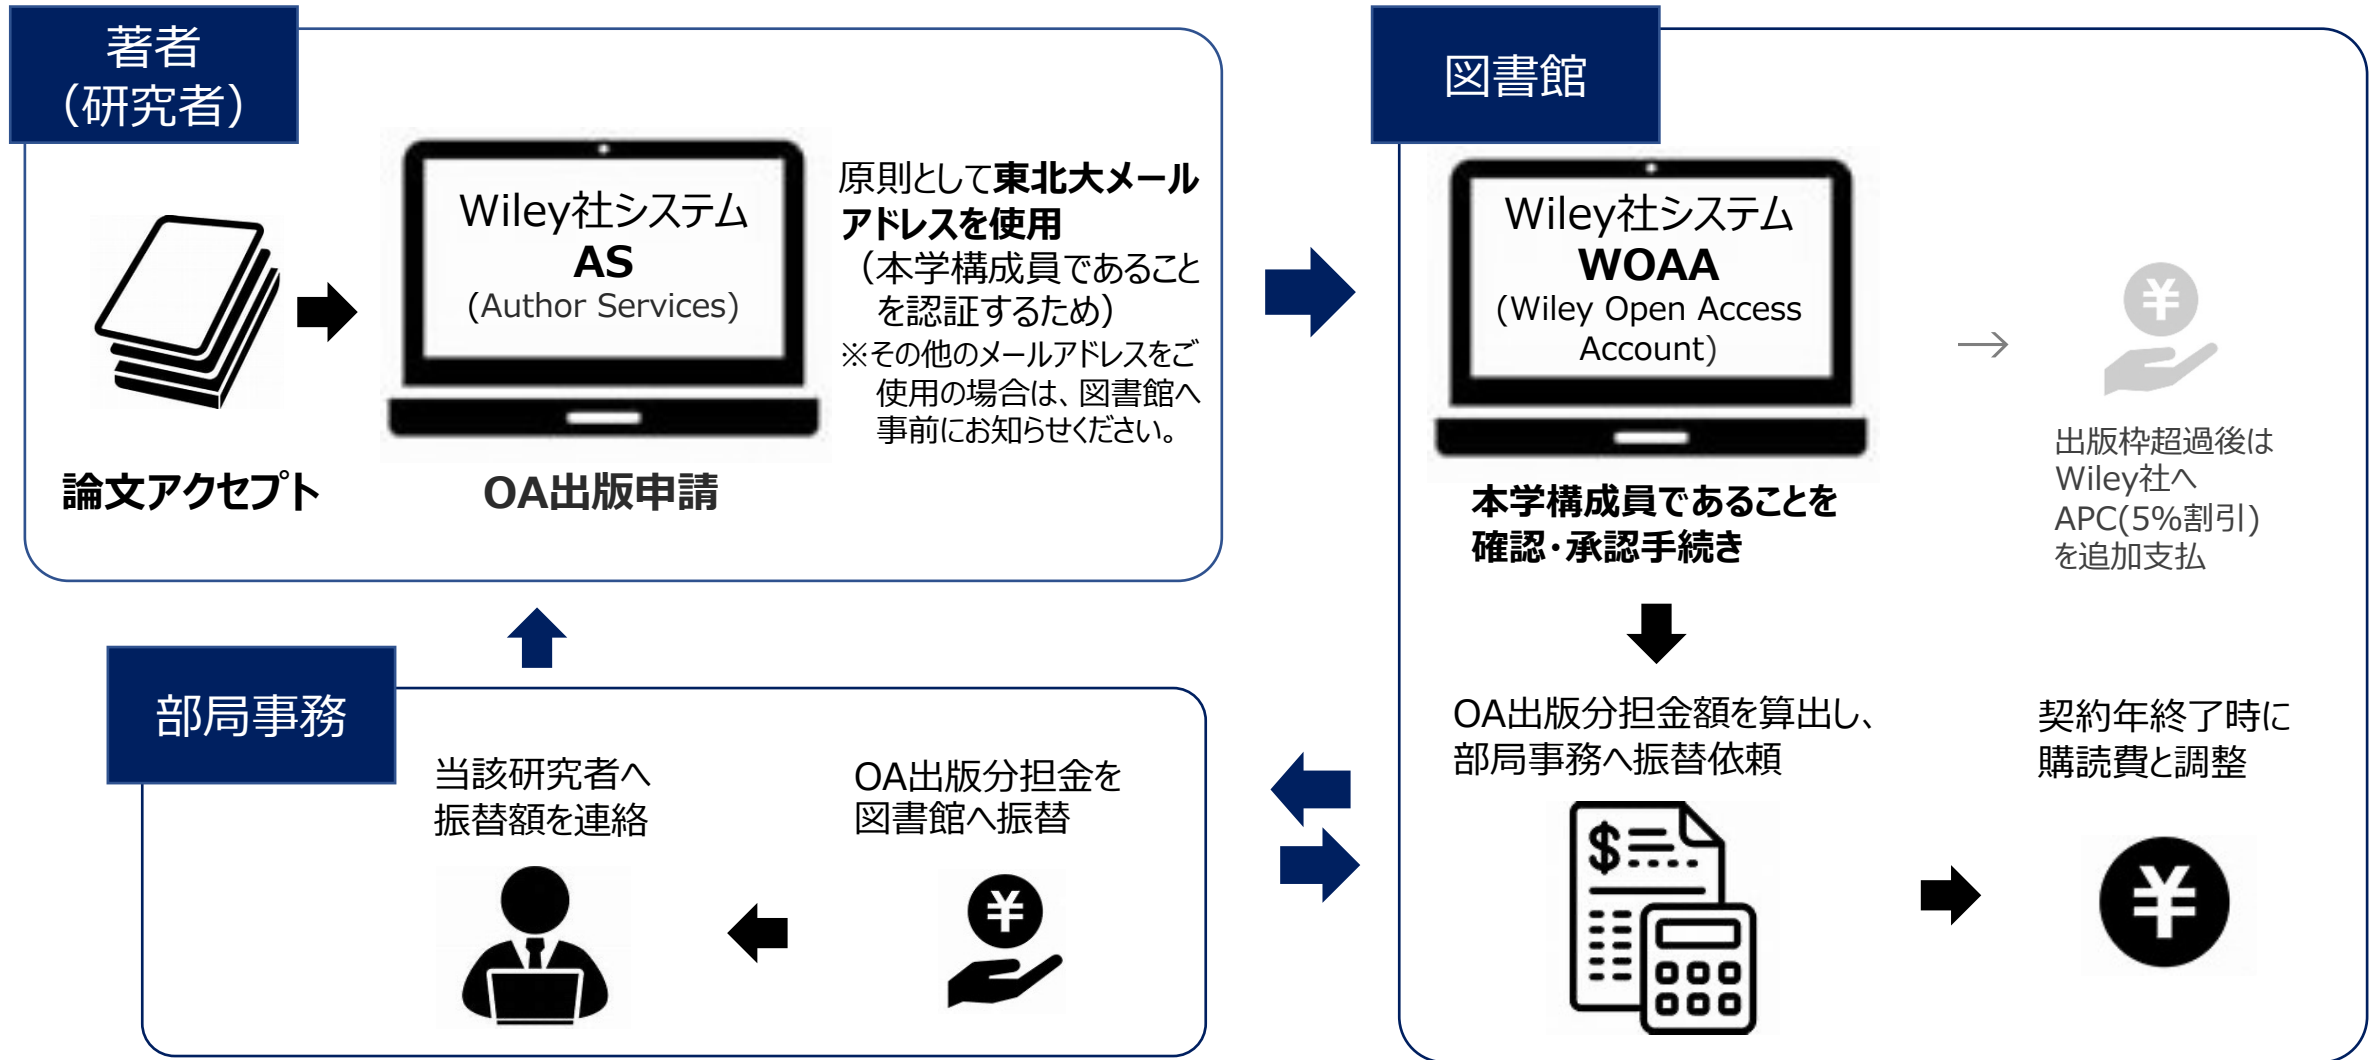 著者
（研究者）
Wiley社システム
AS
(Author Services)
原則として東北大メール
アドレスを使用
（本学構成員であること
を認証するため）
※その他のメールアドレスをご
使用の場合は、図書館へ
事前にお知らせください。
論文アクセプト
OA出版申請
図書館
Wiley社システム
WOAA
(Wiley Open Access
Account)
本学構成員であることを
確認・承認手続き
¥
出版枠超過後は
Wiley社へ
APC(5%割引)
を追加支払
OA出版分担金額を算出し、
部局事務へ振替依頼
$
契約年終了時に
購読費と調整
¥
部局事務
当該研究者へ
振替額を連絡
OA出版分担金を
図書館へ振替
¥